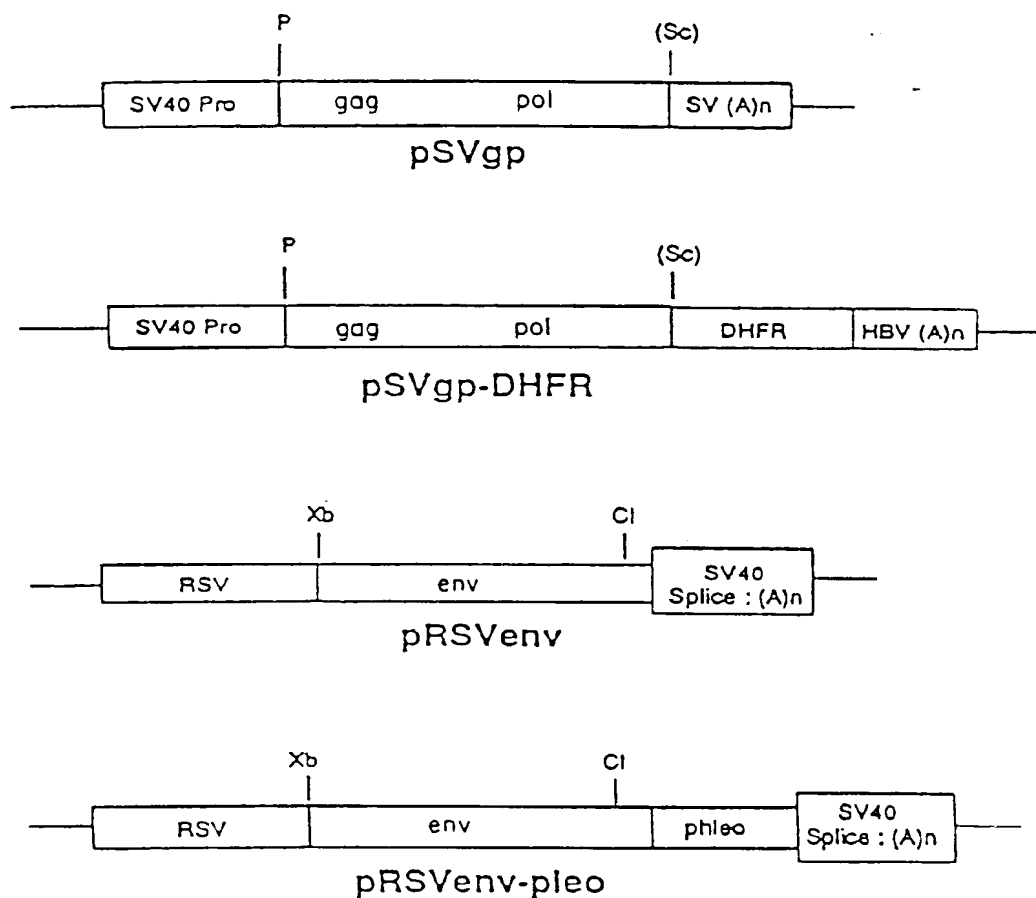 P (Sc)
SV40 Pro gag pol SV (A)n
pSVgp
P (Sc)
SV40 Pro gag pol DHFR HBV (A)n
pSVgp-DHFR
Xb Cl
RSV env SV40
Splice : (A)n
pRSVenv
Xb Cl
RSV env phleo SV40
Splice : (A)n
pRSVenv-pleo